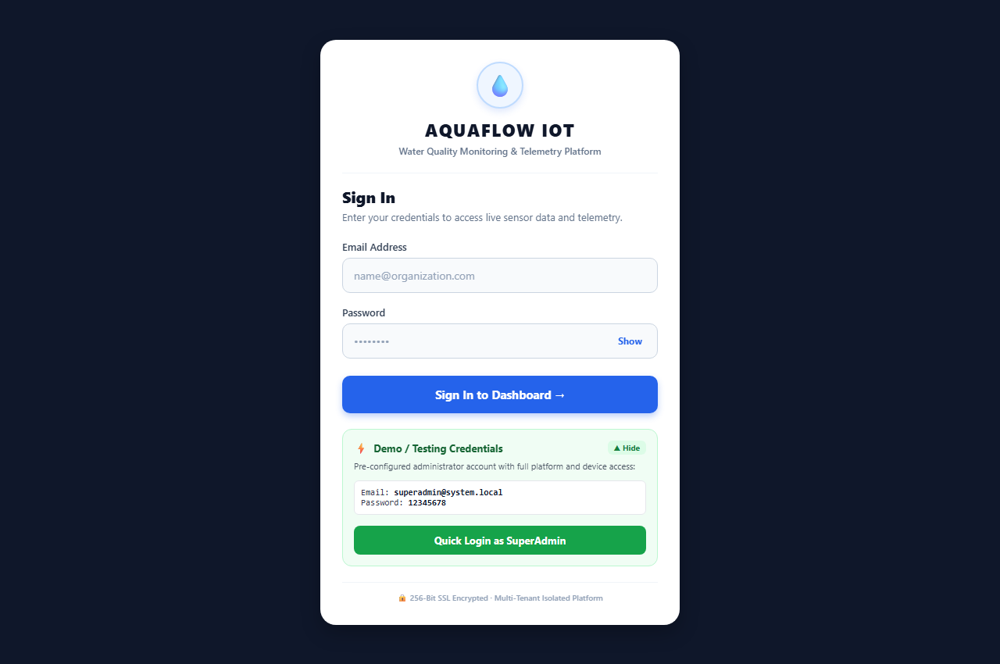 AQUAFLOW IOT
Water Quality Monitoring & Telemetry Platform
Sign In
Enter your credentials to access live sensor data and telemetry.
Email Address
name@organization.com
Password
••••••••
Show
Sign In to Dashboard →
⚡ Demo / Testing Credentials
▲ Hide
Pre-configured administrator account with full platform and device access:
Email: superadmin@system.local
Password: 12345678
Quick Login as SuperAdmin
🔒 256-Bit SSL Encrypted · Multi-Tenant Isolated Platform